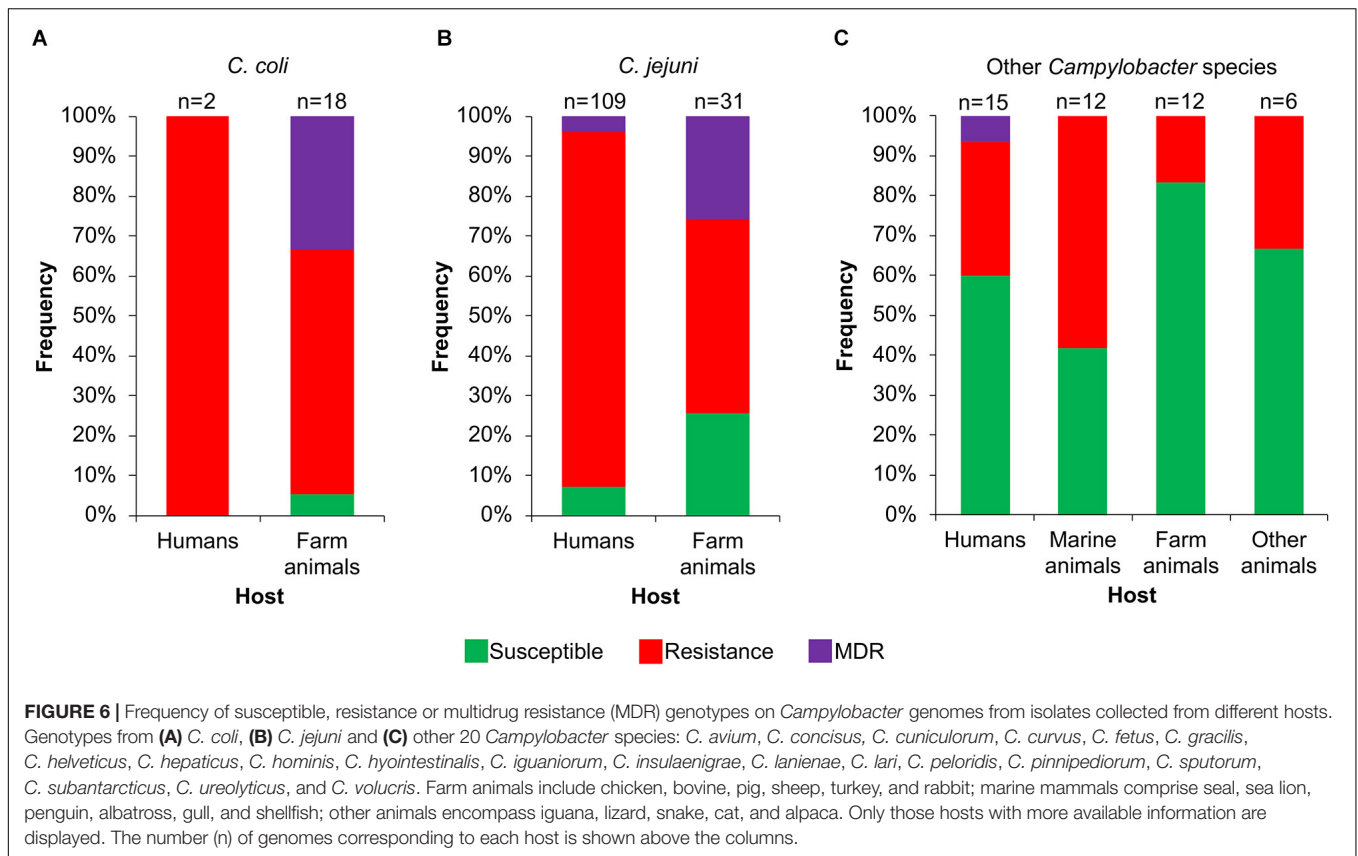 A
C. coli
n=2 n=18
100%
90%
80%
70%
60%
50%
40%
30%
20%
10%
0%
Frequency
Humans Farm
animals
Host
B
C. jejuni
n=109 n=31
100%
90%
80%
70%
60%
50%
40%
30%
20%
10%
0%
Frequency
Humans Farm
animals
Host
C
Other Campylobacter species
n=15 n=12 n=12 n=6
100%
90%
80%
70%
60%
50%
40%
30%
20%
10%
0%
Frequency
Humans Marine Farm Other
animals animals animals
Host
Susceptible Resistance MDR
FIGURE 6 | Frequency of susceptible, resistance or multidrug resistance (MDR) genotypes on Campylobacter genomes from isolates collected from different hosts.
Genotypes from (A) C. coli, (B) C. jejuni and (C) other 20 Campylobacter species: C. avium, C. concisus, C. cuniculorum, C. curvus, C. fetus, C. gracilis,
C. helveticus, C. hepaticus, C. hominis, C. hyointestinalis, C. iguaniorum, C. insulaenigrae, C. lanienae, C. lari, C. peloridis, C. pinnipediorum, C. sputorum,
C. subantarcticus, C. ureolyticus, and C. volucris. Farm animals include chicken, bovine, pig, sheep, turkey, and rabbit; marine mammals comprise seal, sea lion,
penguin, albatross, gull, and shellfish; other animals encompass iguana, lizard, snake, cat, and alpaca. Only those hosts with more available information are
displayed. The number (n) of genomes corresponding to each host is shown above the columns.